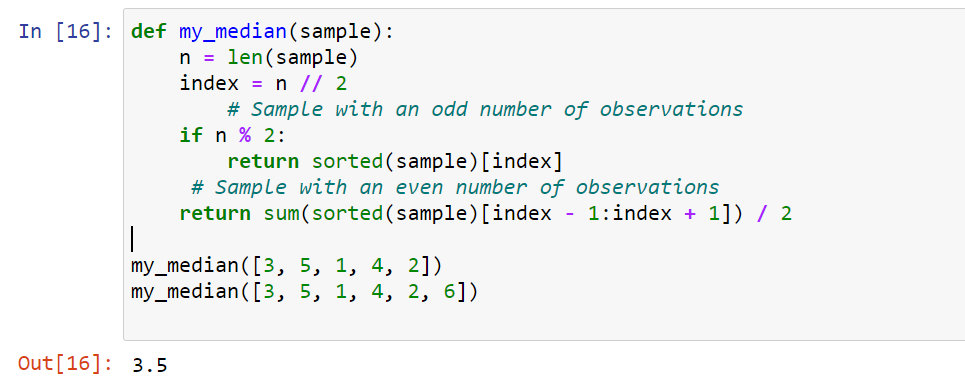 In [16]: def my_median(sample):
    n = len(sample)
    index = n // 2
        # Sample with an odd number of observations
    if n % 2:
        return sorted(sample)[index]
     # Sample with an even number of observations
    return sum(sorted(sample)[index - 1:index + 1]) / 2
my_median([3, 5, 1, 4, 2])
my_median([3, 5, 1, 4, 2, 6])
Out[16]: 3.5